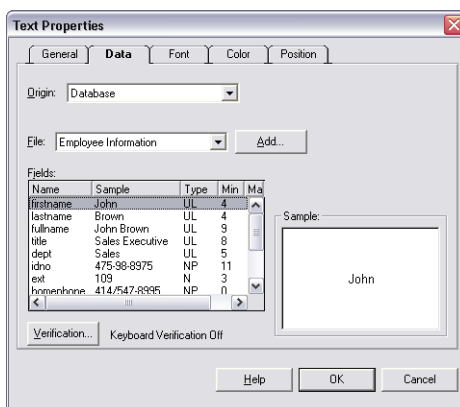 Text Properties
General Data Font Color Position
Origin: Database
File: Employee Information Add...
Fields:
Name Sample Type Min Ma
firstname John UL 4
lastname Brown UL 4
fullname John Brown UL 9
title Sales Executive UL 8
dept Sales UL 5
idno 475-98-8975 NP 11
ext 109 N 3
homephone 414/547-8995 NP 0
Sample:
John
Verification... Keyboard Verification Off
Help OK Cancel